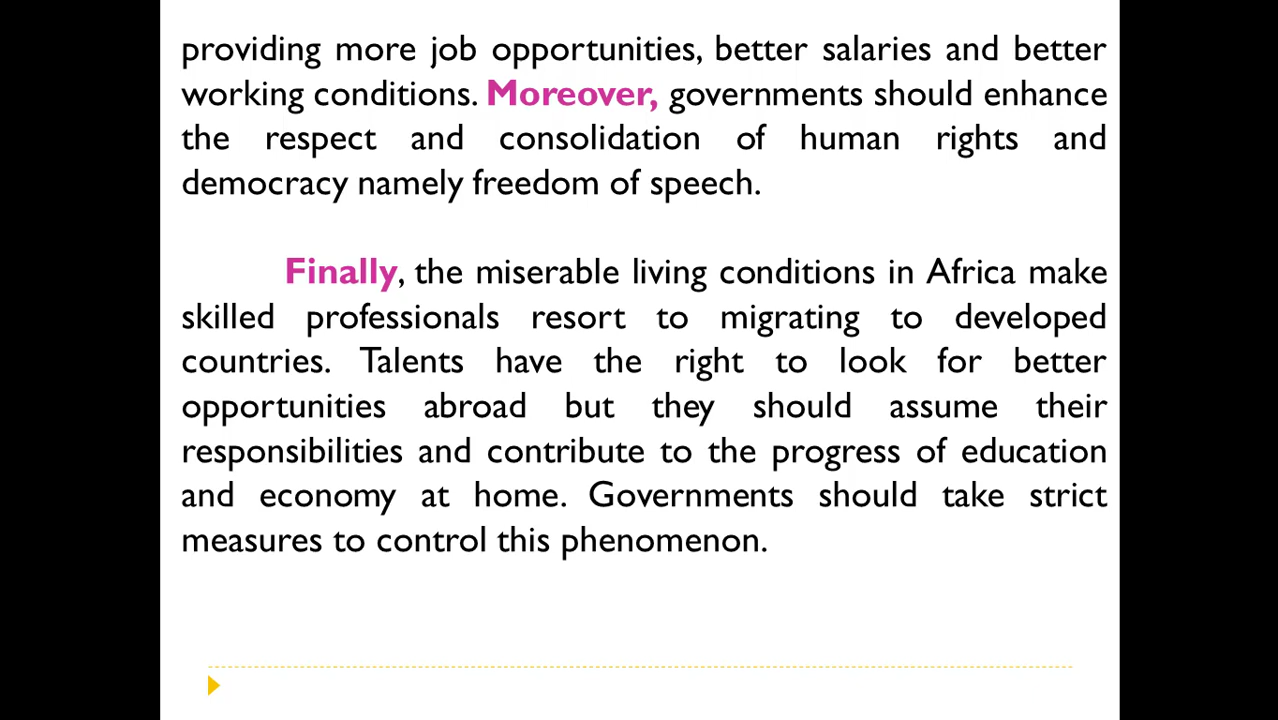 providing more job opportunities, better salaries and better
working conditions. Moreover, governments should enhance
the respect and consolidation of human rights and
democracy namely freedom of speech.
Finally, the miserable living conditions in Africa make
skilled professionals resort to migrating to developed
countries. Talents have the right to look for better
opportunities abroad but they should assume their
responsibilities and contribute to the progress of education
and economy at home. Governments should take strict
measures to control this phenomenon.